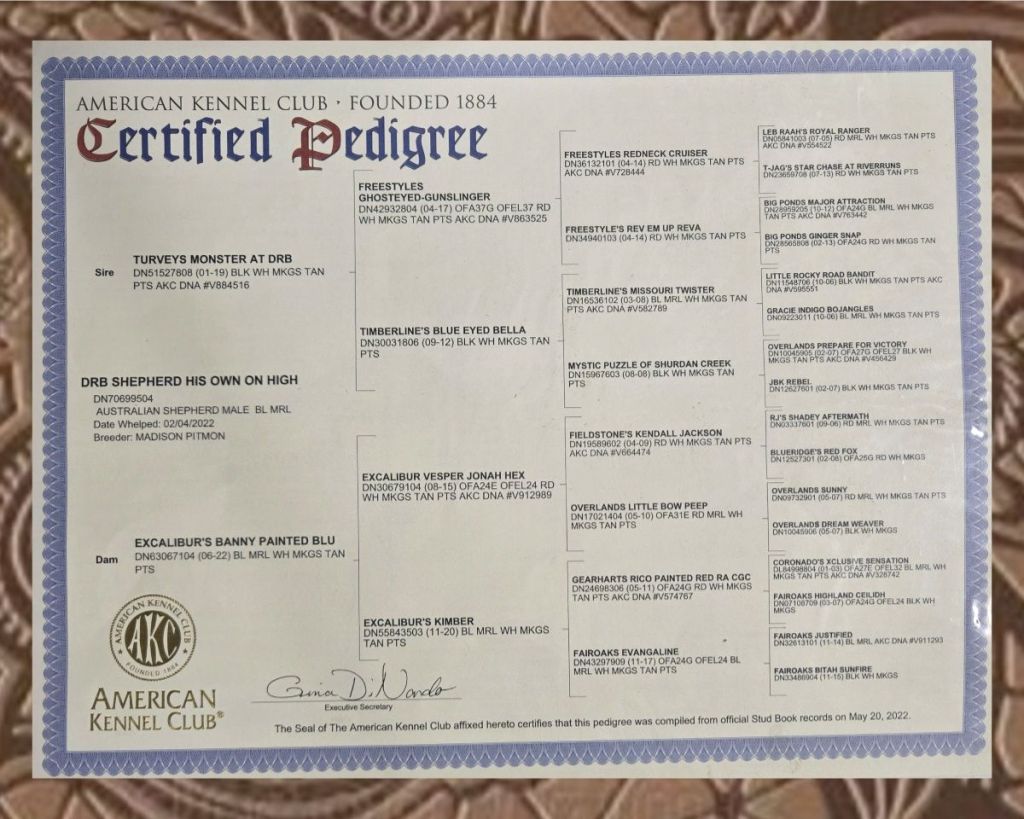 AMERICAN KENNEL CLUB · FOUNDED 1884
Certified Pedigree
Sire
TURVEYS MONSTER AT DRB
DN51527808 (01-19) BLK WH MKGS TAN
PTS AKC DNA #V884516
DRB SHEPHERD HIS OWN ON HIGH
DN70699504
AUSTRALIAN SHEPHERD MALE BL MRL
Date Whelped: 02/04/2022
Breeder: MADISON PITMON
Dam
EXCALIBUR'S BANNY PAINTED BLU
DN63067104 (06-22) BL MRL WH MKGS TAN
PTS
FREESTYLES
GHOSTEYED-GUNSLINGER
DN42932804 (04-17) OFA37G OFEL37 RD
WH MKGS TAN PTS AKC DNA #V863525
TIMBERLINE'S BLUE EYED BELLA
DN30031806 (09-12) BLK WH MKGS TAN
PTS
EXCALIBUR VESPER JONAH HEX
DN30679104 (08-15) OFA24E OFEL24 RD
WH MKGS TAN PTS AKC DNA #V912989
EXCALIBUR'S KIMBER
DN55843503 (11-20) BL MRL WH MKGS
TAN PTS
FREESTYLES REDNECK CRUISER
DN36132101 (04-14) RD WH MKGS TAN PTS
AKC DNA #V728444
FREESTYLE'S REV EM UP REVA
DN34940103 (04-14) RD WH MKGS TAN PTS
TIMBERLINE'S MISSOURI TWISTER
DN16536102 (03-08) BL MRL WH MKGS TAN
PTS AKC DNA #V582789
MYSTIC PUZZLE OF SHURDAN CREEK
DN15967603 (08-08) BLK WH MKGS TAN
PTS
FIELDSTONE'S KENDALL JACKSON
DN19589602 (04-09) RD WH MKGS TAN PTS
AKC DNA #V664474
OVERLANDS LITTLE BOW PEEP
DN17021404 (05-10) OFA31E RD MRL WH
MKGS TAN PTS
GEARHARTS RICO PAINTED RED RA CGC
DN24698306 (05-11) OFA24G RD WH MKGS
TAN PTS AKC DNA #V574767
FAIROAKS EVANGALINE
DN43297909 (11-17) OFA24G OFEL24 BL
MRL WH MKGS TAN PTS
LEB RAAH'S ROYAL RANGER
DN05841003 (07-05) RD MRL WH MKGS TAN PTS
AKC DNA #V554522
T-JAG'S STAR CHASE AT RIVERRUNS
DN23659708 (07-13) RD WH MKGS TAN PTS
BIG PONDS MAJOR ATTRACTION
DN28959205 (10-12) OFA24G BL MRL WH MKGS
TAN PTS AKC DNA #V763442
BIG PONDS GINGER SNAP
DN28565808 (02-13) OFA24G RD WH MKGS TAN
PTS
LITTLE ROCKY ROAD BANDIT
DN11548706 (10-06) BLK WH MKGS TAN PTS AKC
DNA #V595551
GRACIE INDIGO BOJANGLES
DN09223011 (10-06) BL MRL WH MKGS TAN PTS
OVERLANDS PREPARE FOR VICTORY
DN10045905 (02-07) OFA27G OFEL27 BLK WH
MKGS TAN PTS AKC DNA #V456429
JBK REBEL
DN12627601 (02-07) BLK WH MKGS TAN PTS
RJ'S SHADEY AFTERMATH
DN03337601 (09-06) RD MRL WH MKGS TAN PTS
BLUERIDGE'S RED FOX
DN12527301 (02-08) OFA25G RD WH MKGS
OVERLANDS SUNNY
DN09732901 (05-07) RD MRL WH MKGS TAN PTS
OVERLANDS DREAM WEAVER
DN10045906 (05-07) BLK WH MKGS
CORONADO'S XCLUSIVE SENSATION
DL84998804 (01-03) OFA27E OFEL32 BL MRL WH
MKGS TAN PTS AKC DNA #V326742
FAIROAKS HIGHLAND CEILIDH
DN07108709 (03-07) OFA24G OFEL24 BLK WH
MKGS
FAIROAKS JUSTIFIED
DN32613101 (11-14) BL MRL AKC DNA #V911293
FAIROAKS BITAH SUNFIRE
DN33486904 (11-15) BLK WH MKGS
AMERICAN KENNEL CLUB
AKC
FOUNDED 1884
AMERICAN
KENNEL CLUB®
Gina DiNardo
Executive Secretary
The Seal of The American Kennel Club affixed hereto certifies that this pedigree was compiled from official Stud Book records on May 20, 2022.